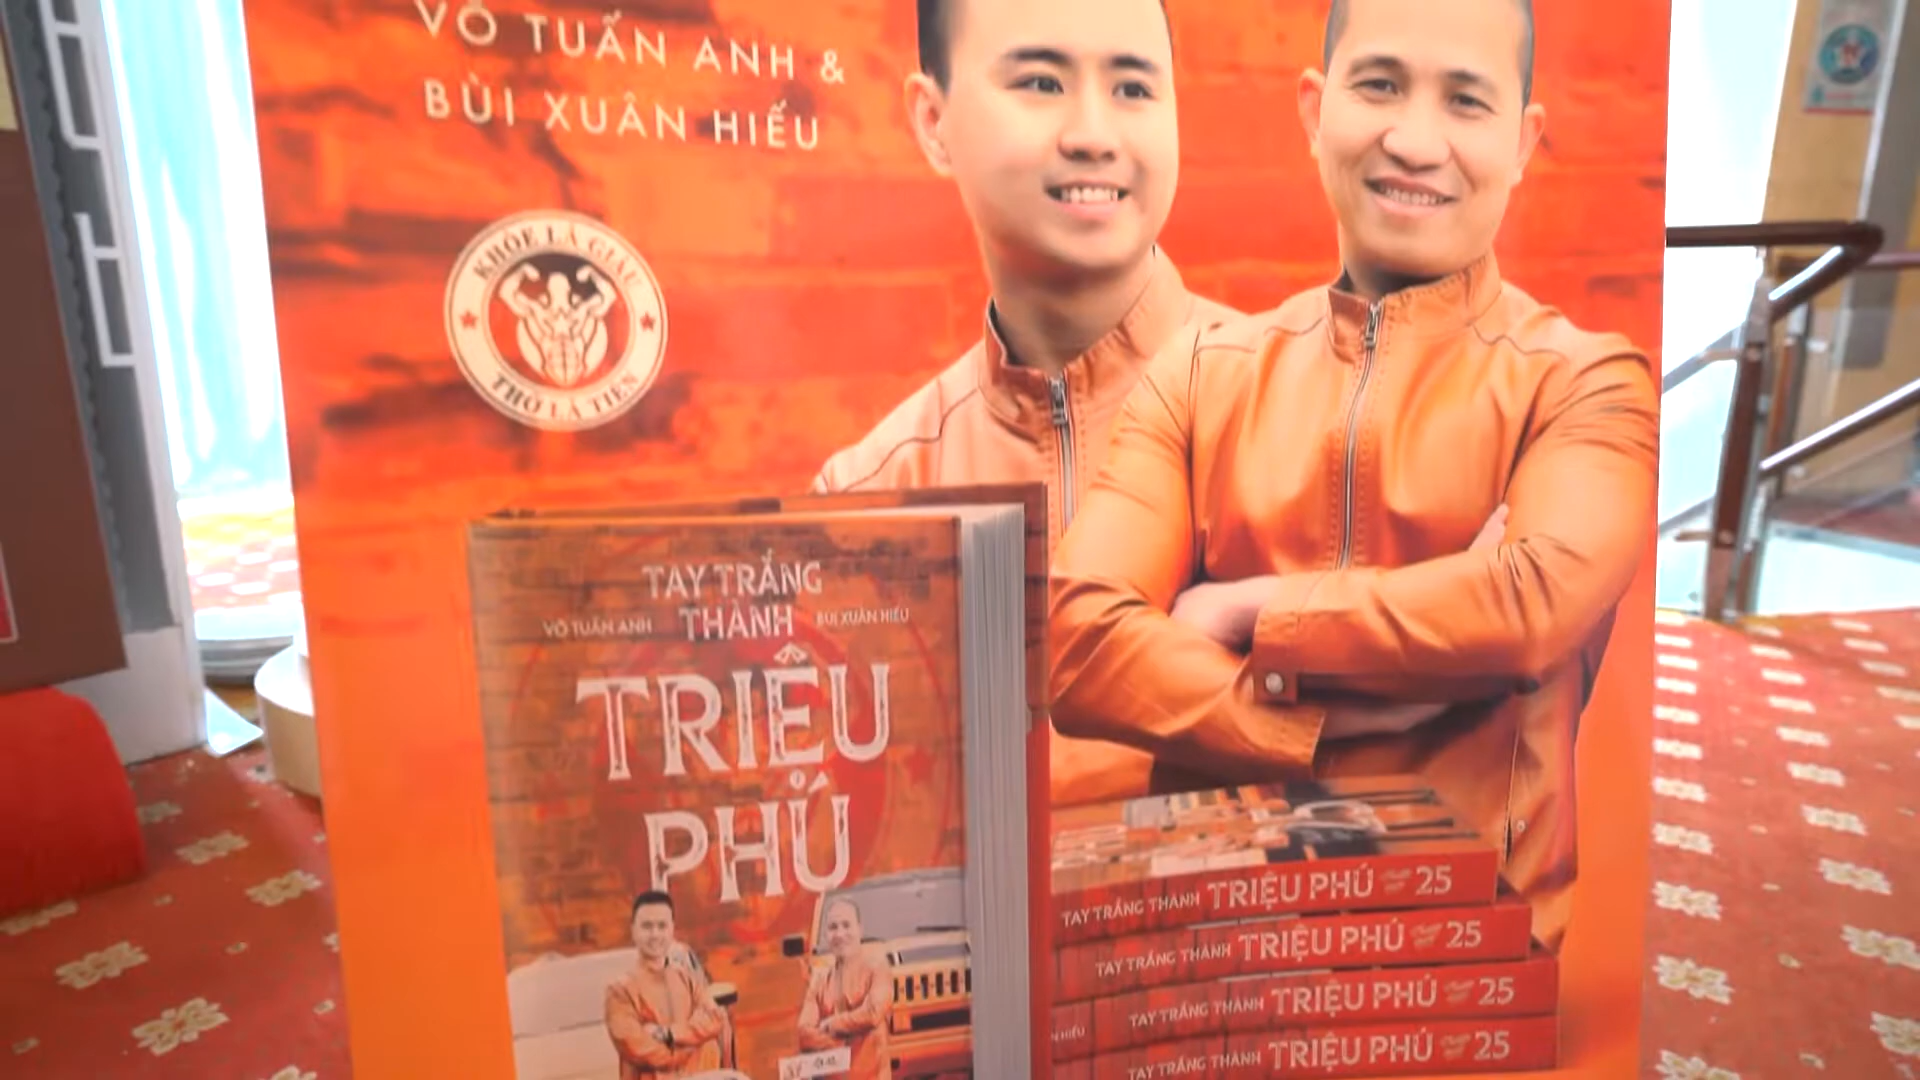 VÕ TUẤN ANH &
BÙI XUÂN HIẾU
KHỎE LÀ GIÀU
THỞ LÀ TIỀN
TAY TRẮNG
THÀNH
VÕ TUẤN ANH
BÙI XUÂN HIẾU
TRIỆU
PHÚ
TAY TRẮNG THÀNH TRIỆU PHÚ 25
TAY TRẮNG THÀNH TRIỆU PHÚ 25
TAY TRẮNG THÀNH TRIỆU PHÚ 25
N HIẾU
TAY TRẮNG THÀNH TRIỆU PHÚ 25